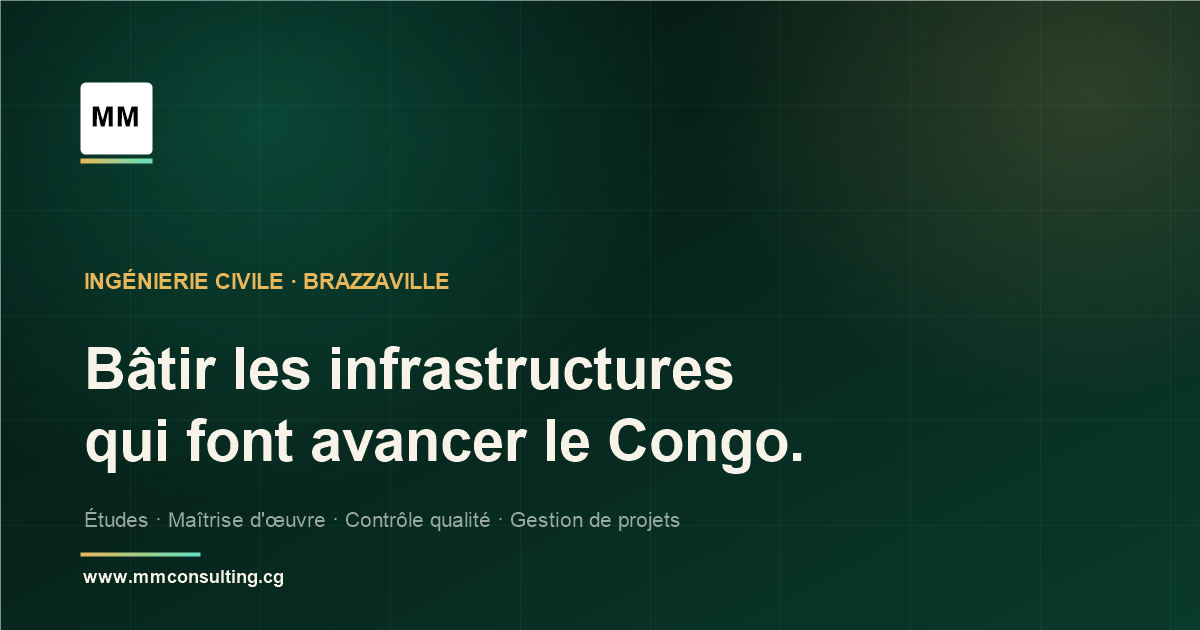 MM
INGÉNIERIE CIVILE · BRAZZAVILLE
Bâtir les infrastructures
qui font avancer le Congo.
Études · Maîtrise d'œuvre · Contrôle qualité · Gestion de projets
www.mmconsulting.cg